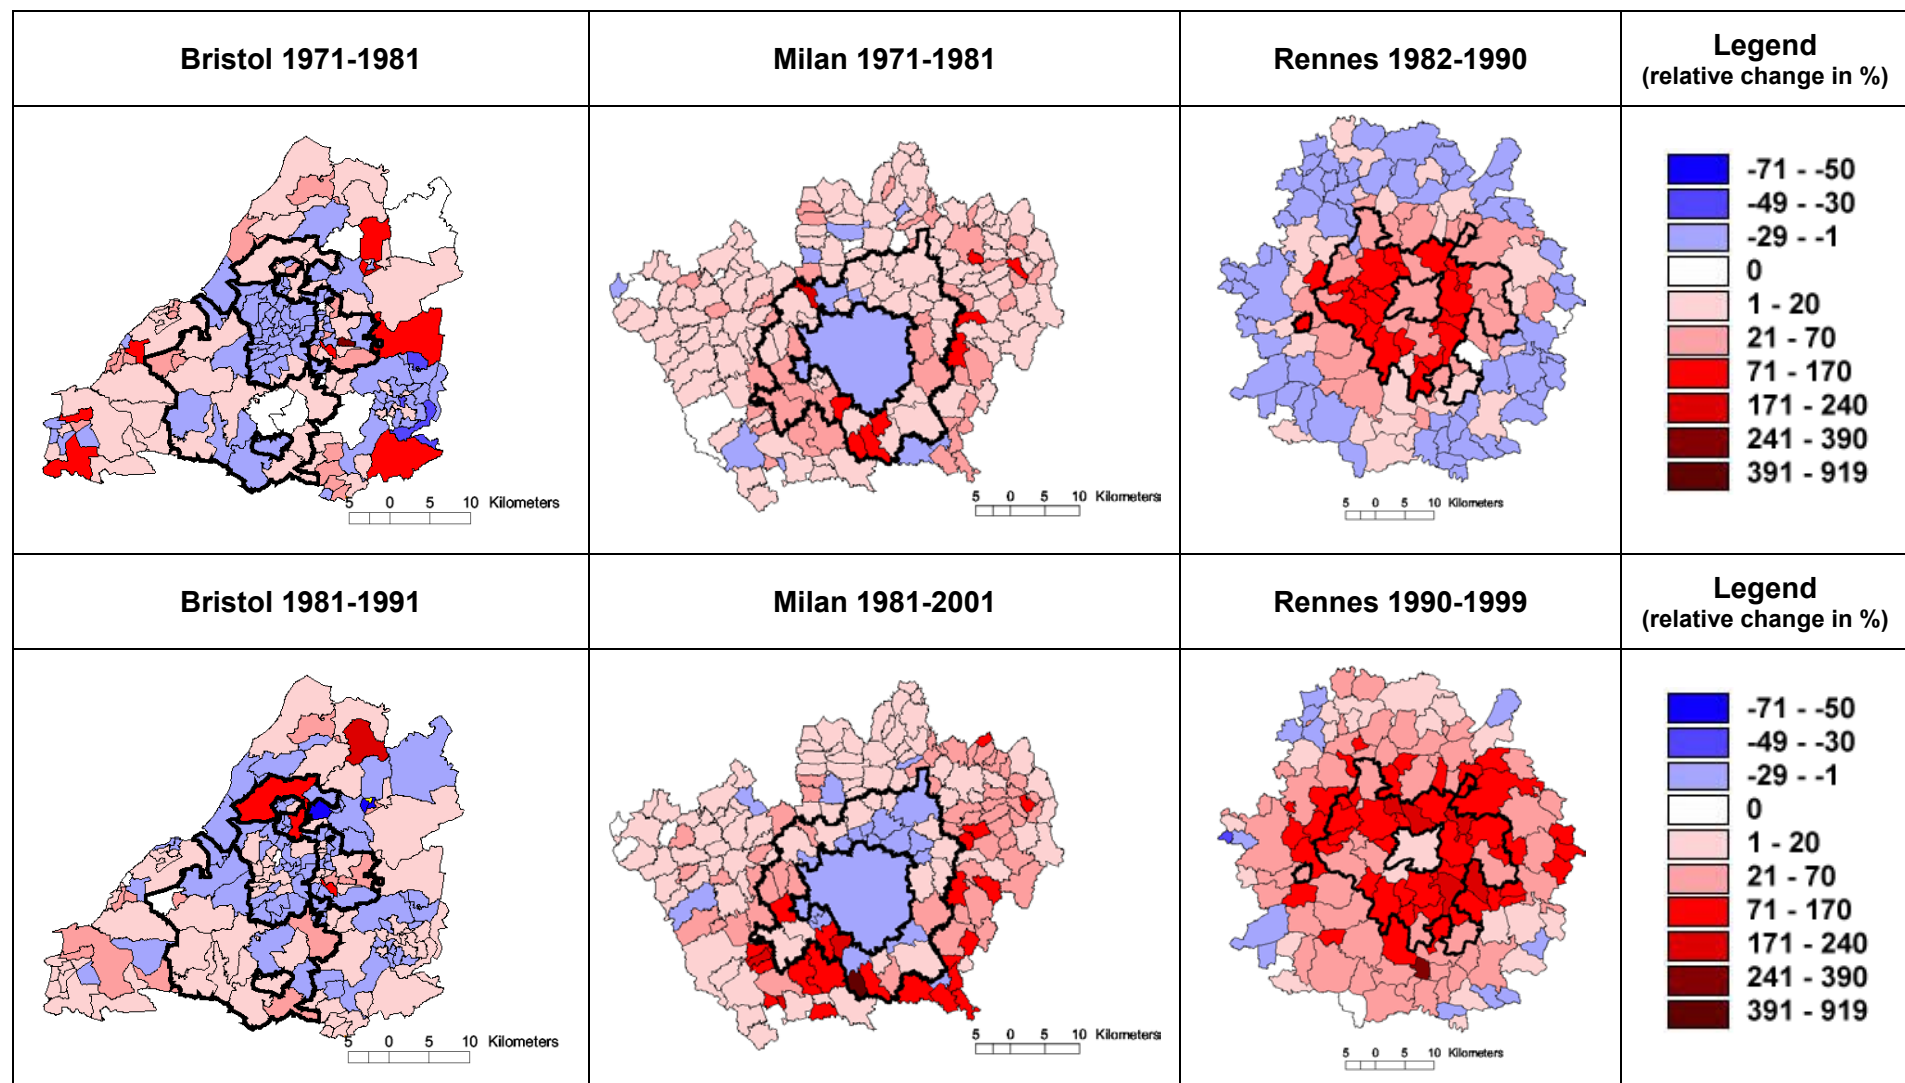 Bristol 1971-1981
Milan 1971-1981
Rennes 1982-1990
Legend
(relative change in %)
5 0 5 10 Kilometers
5 0 5 10 Kilometers
5 0 5 10 Kilometers
-71 - -50
-49 - -30
-29 - -1
0
1 - 20
21 - 70
71 - 170
171 - 240
241 - 390
391 - 919
Bristol 1981-1991
Milan 1981-2001
Rennes 1990-1999
Legend
(relative change in %)
5 0 5 10 Kilometers
5 0 5 10 Kilometers
5 0 5 10 Kilometers
-71 - -50
-49 - -30
-29 - -1
0
1 - 20
21 - 70
71 - 170
171 - 240
241 - 390
391 - 919